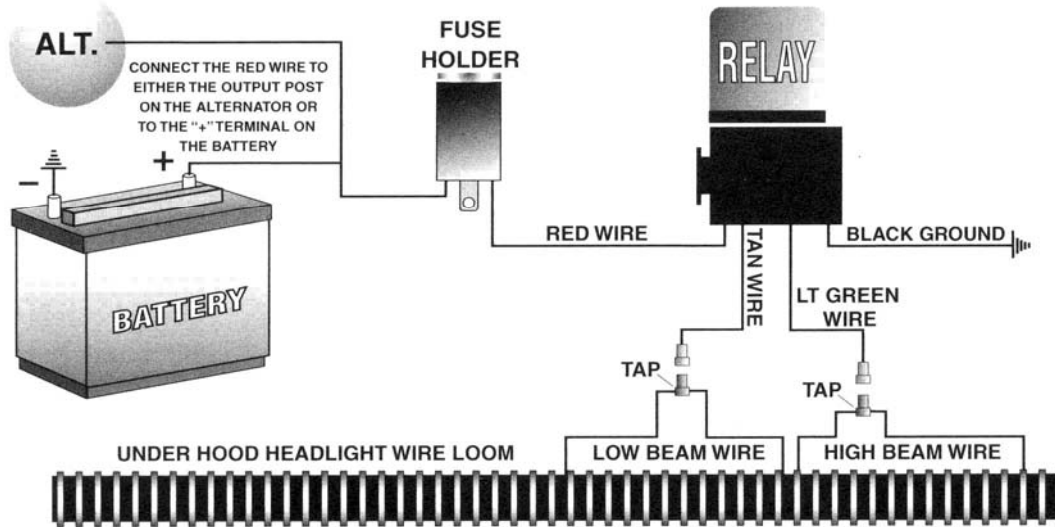 ALT.
CONNECT THE RED WIRE TO
EITHER THE OUTPUT POST
ON THE ALTERNATOR OR
TO THE "+" TERMINAL ON
THE BATTERY
FUSE
HOLDER
RELAY
-
+
BATTERY
RED WIRE
TAN WIRE
BLACK GROUND
LT GREEN
WIRE
TAP
TAP
UNDER HOOD HEADLIGHT WIRE LOOM
LOW BEAM WIRE
HIGH BEAM WIRE